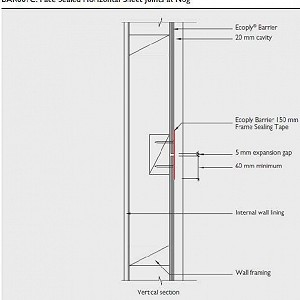 BAR001C: Face Sealed Horizontal Sheet Joints at Nog
Ecoply® Barrier
20 mm cavity
Ecoply Barrier 150 mm
Frame Sealing Tape
5 mm expansion gap
60 mm minimum
Internal wall lining
Wall framing
Vertical section